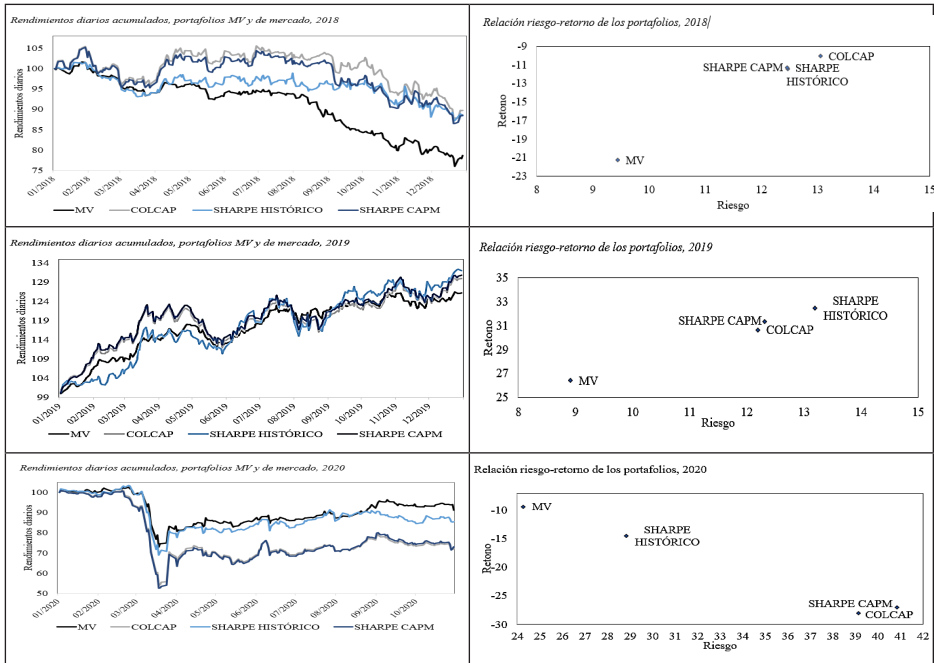 Rendimientos diarios acumulados, portafolios MV y de mercado, 2018
Rendimientos diarios
105
100
95
90
85
80
75
01/2018
02/2018
03/2018
04/2018
05/2018
06/2018
07/2018
08/2018
09/2018
10/2018
11/2018
12/2018
MV COLCAP SHARPE HISTÓRICO SHARPE CAPM
Relación riesgo-retorno de los portafolios, 2018
Retono
-9
-11
-13
-15
-17
-19
-21
-23
COLCAP
SHARPE CAPM
SHARPE
HISTÓRICO
MV
8 9 10 11 12 13 14 15
Riesgo
Rendimientos diarios acumulados, portafolios MV y de mercado, 2019
Rendimientos diarios
134
129
124
119
114
109
104
99
01/2019
02/2019
03/2019
04/2019
05/2019
06/2019
07/2019
08/2019
09/2019
10/2019
11/2019
12/2019
MV COLCAP SHARPE HISTÓRICO SHARPE CAPM
Relación riesgo-retorno de los portafolios, 2019
Retono
35
33
31
29
27
25
SHARPE
HISTÓRICO
SHARPE CAPM
COLCAP
MV
8 9 10 11 12 13 14 15
Riesgo
Rendimientos diarios acumulados, portafolios MV y de mercado, 2020
Rendimientos diarios
100
90
80
70
60
50
01/2020
02/2020
03/2020
04/2020
05/2020
06/2020
07/2020
08/2020
09/2020
10/2020
MV COLCAP SHARPE HISTÓRICO SHARPE CAPM
Relación riesgo-retorno de los portafolios, 2020
Retono
-10
-15
-20
-25
-30
MV
SHARPE
HISTÓRICO
SHARPE CAPM
COLCAP
24 25 26 27 28 29 30 31 32 33 34 35 36 37 38 39 40 41 42
Riesgo